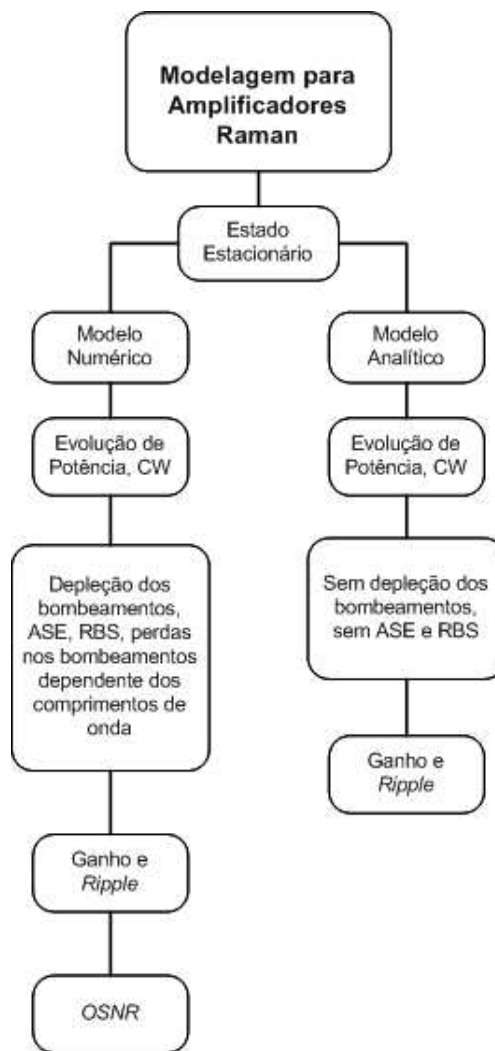 Modelagem para
Amplificadores
Raman
Estado
Estacionário
Modelo
Numérico
Evolução de
Potência, CW
Depleção dos
bombeamentos,
ASE, RBS, perdas
nos bombeamentos
dependente dos
comprimentos de
onda
Ganho e
Ripple
OSNR
Modelo
Analítico
Evolução de
Potência, CW
Sem depleção dos
bombeamentos,
sem ASE e RBS
Ganho e
Ripple